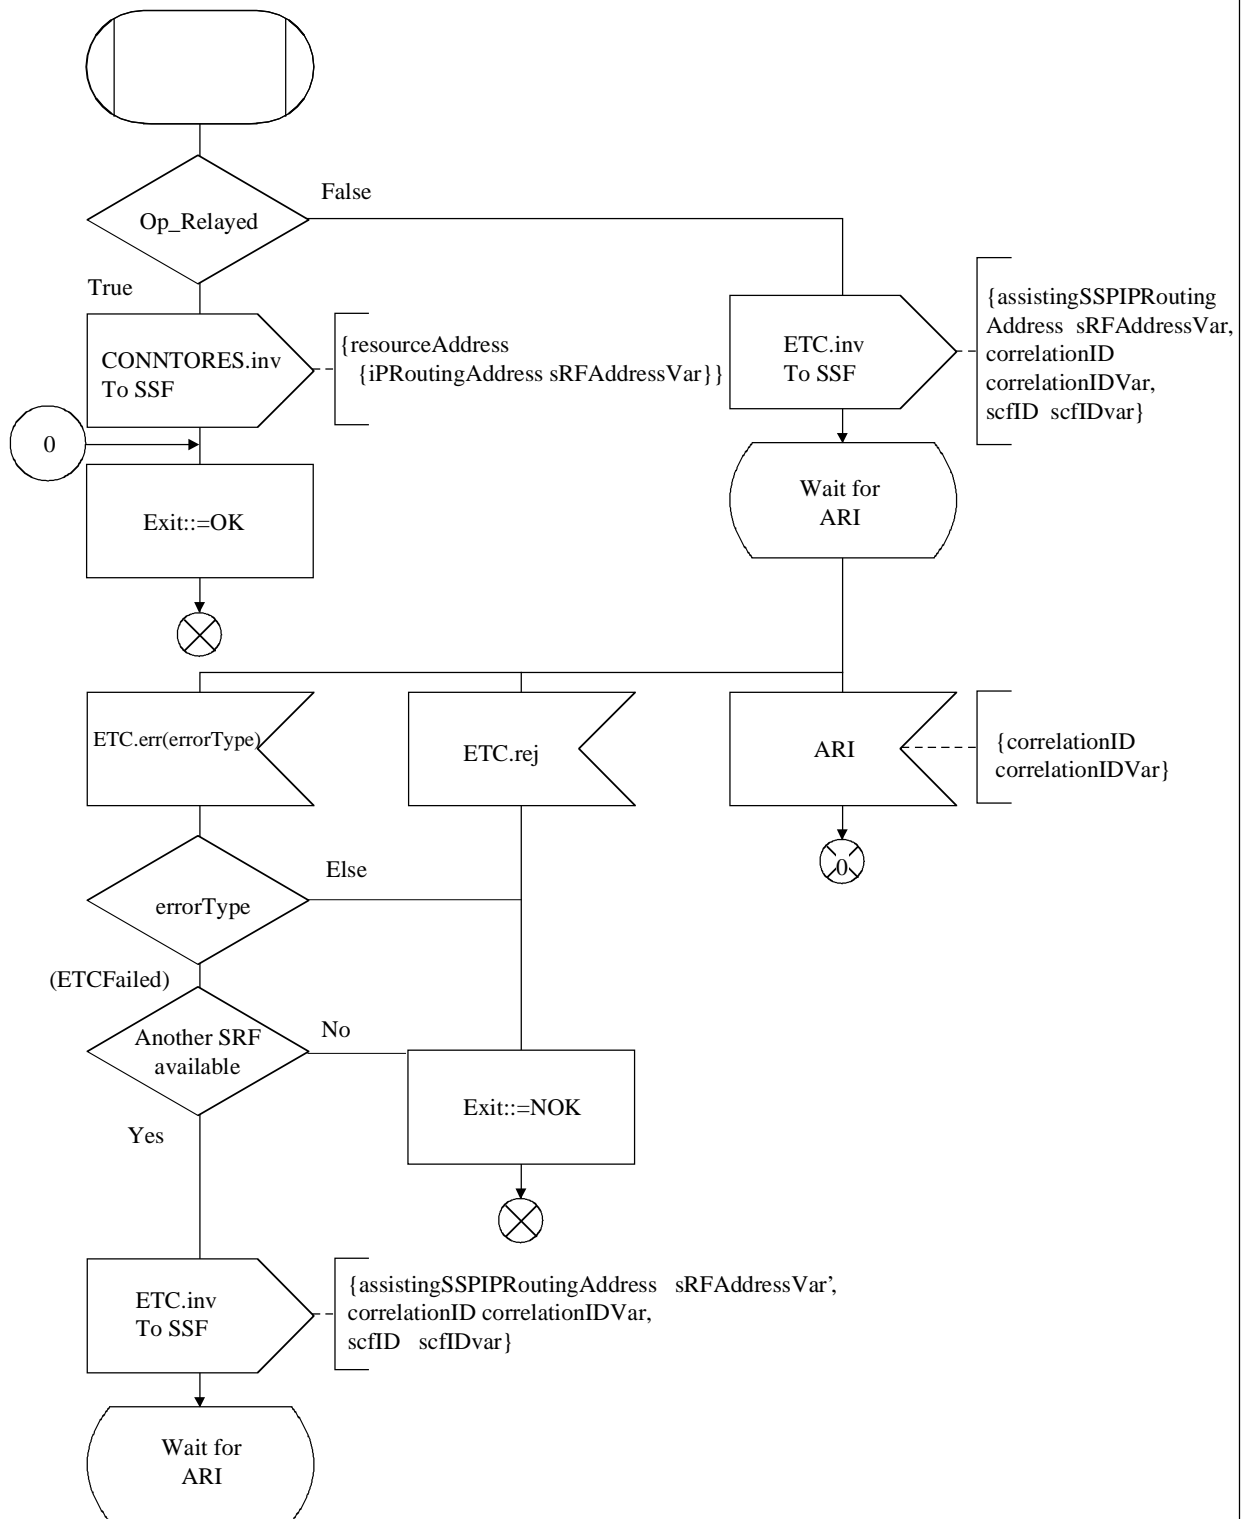 Op_Relayed
False
True
CONNTORES.inv
To SSF
{resourceAddress
{iPRoutingAddress sRFAddressVar}}
ETC.inv
To SSF
{assistingSSPIPRouting
Address sRFAddressVar,
correlationID
correlationIDVar,
scfID scfIDvar}
0
Exit::=OK
Wait for
ARI
ETC.err(errorType)
ETC.rej
ARI
{correlationID
correlationIDVar}
0
errorType
Else
(ETCFailed)
Another SRF
available
No
Yes
Exit::=NOK
ETC.inv
To SSF
{assistingSSPIPRoutingAddress sRFAddressVar’,
correlationID correlationIDVar,
scfID scfIDvar}
Wait for
ARI